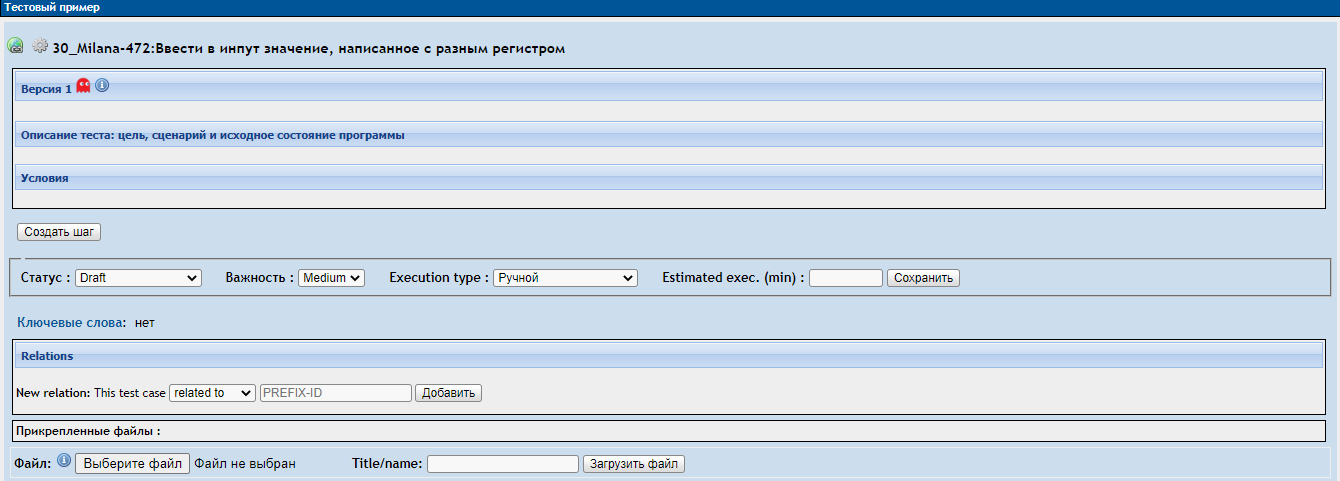 Тестовый пример
30_Milana-472:Ввести в инпут значение, написанное с разным регистром
Версия 1
Описание теста: цель, сценарий и исходное состояние программы
Условия
Создать шаг
Статус : Draft Важность : Medium Execution type : Ручной Estimated exec. (min) : Сохранить
Ключевые слова: нет
Relations
New relation: This test case related to PREFIX-ID Добавить
Прикрепленные файлы :
Файл: Выберите файл Файл не выбран Title/name: Загрузить файл